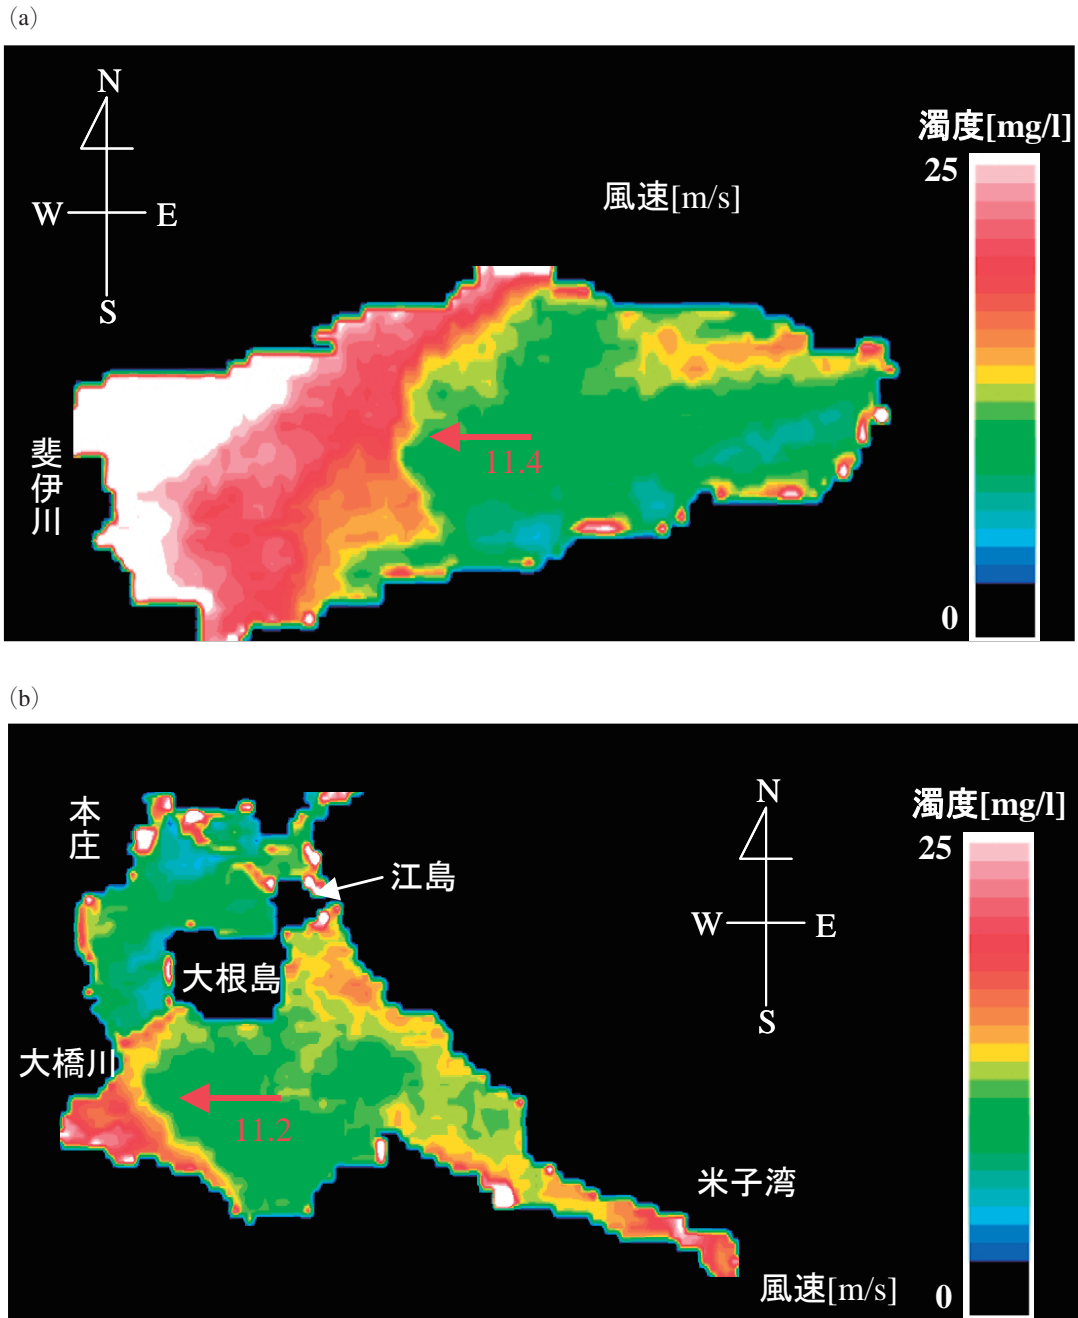 (a)
N
W E
S
濁度[mg/l]
25
0
風速[m/s]
斐伊川
11.4
(b)
本庄
江島
大根島
大橋川
11.2
米子湾
N
W E
S
濁度[mg/l]
25
0
風速[m/s]